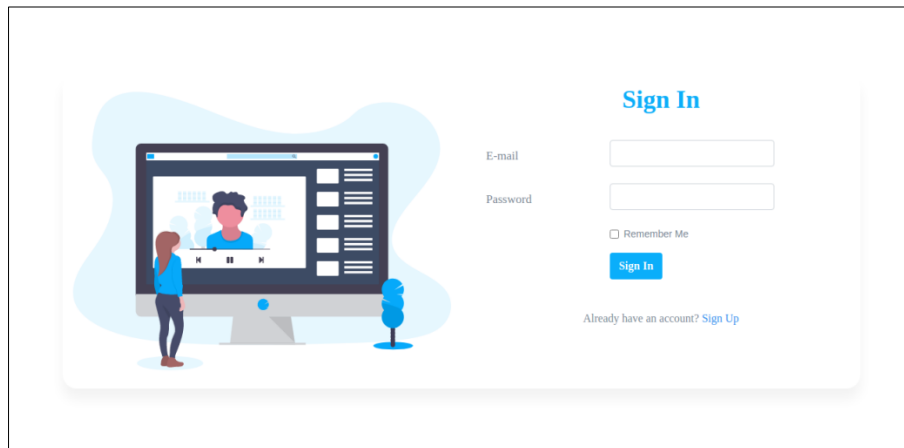 Sign In
E-mail
Password
Remember Me
Sign In
Already have an account? Sign Up